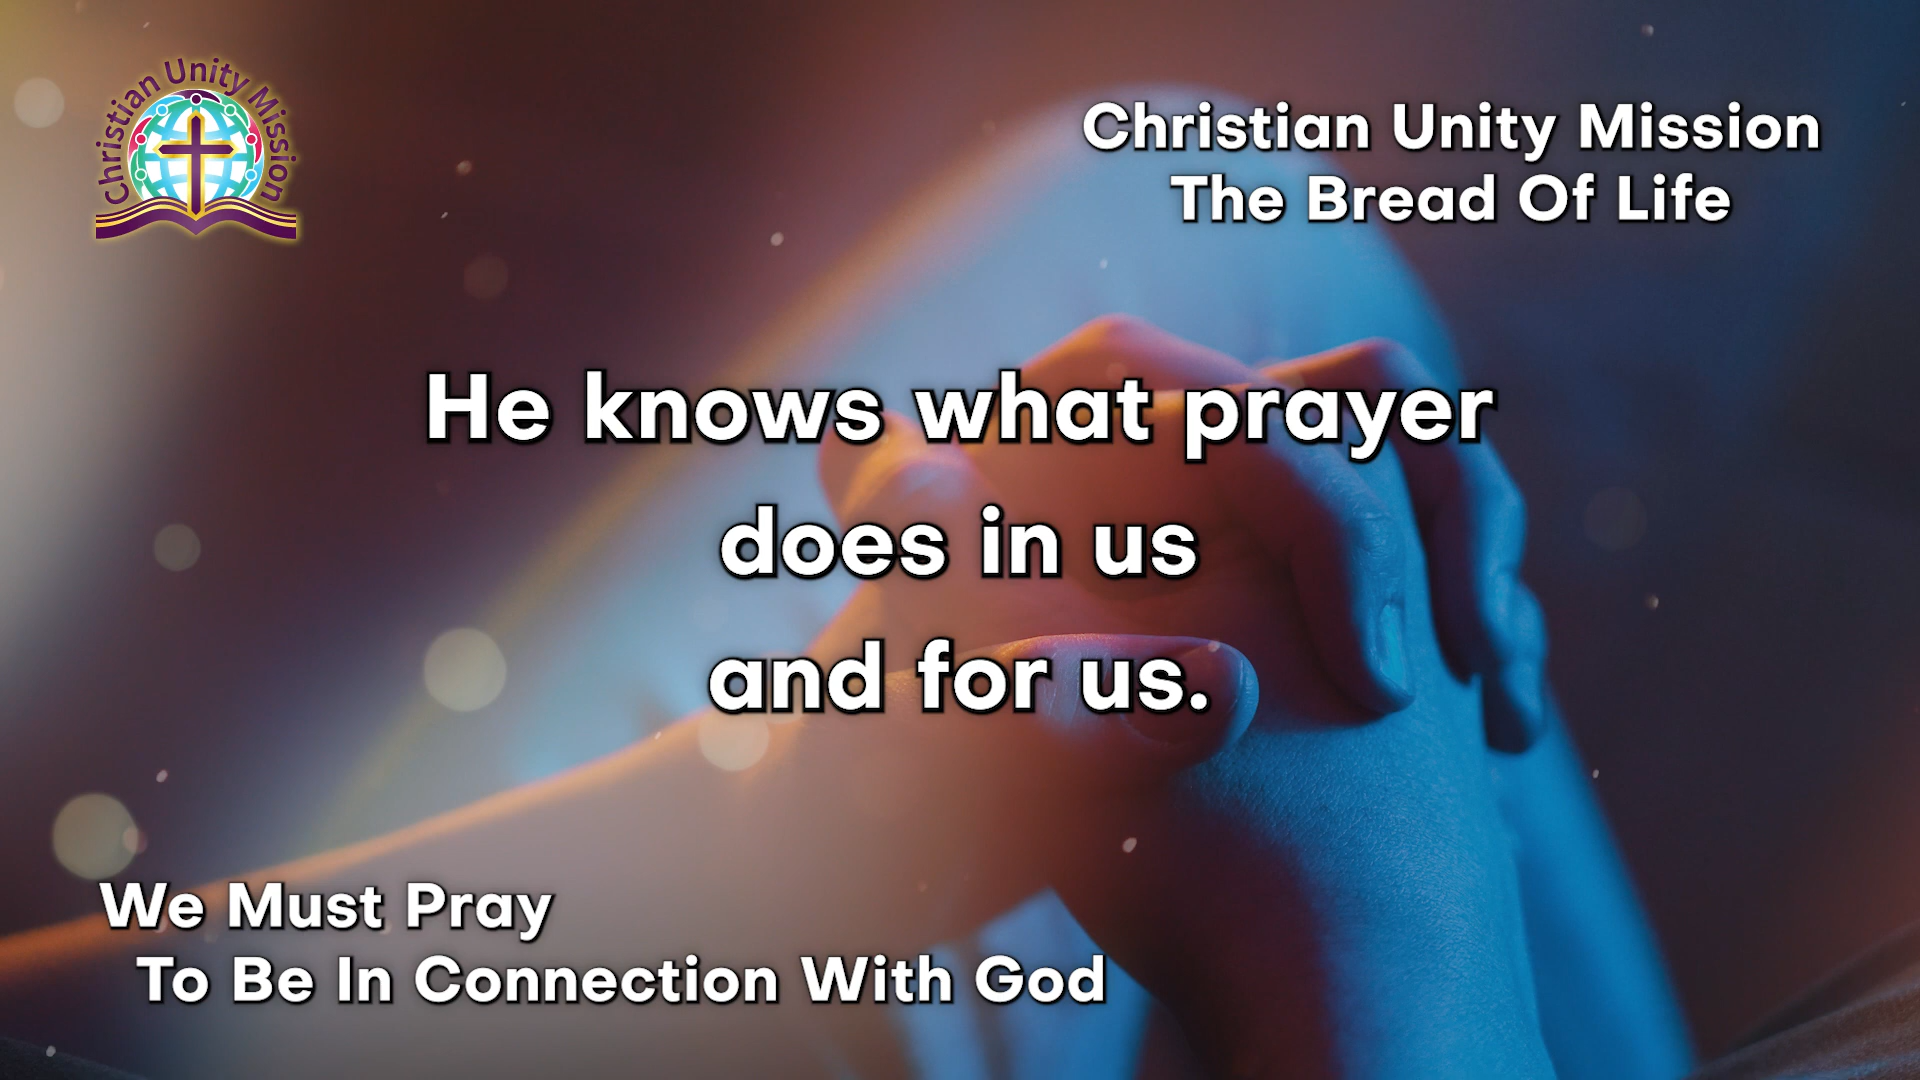 Christian Unity Mission
Christian Unity Mission
The Bread Of Life
He knows what prayer
does in us
and for us.
We Must Pray
To Be In Connection With God